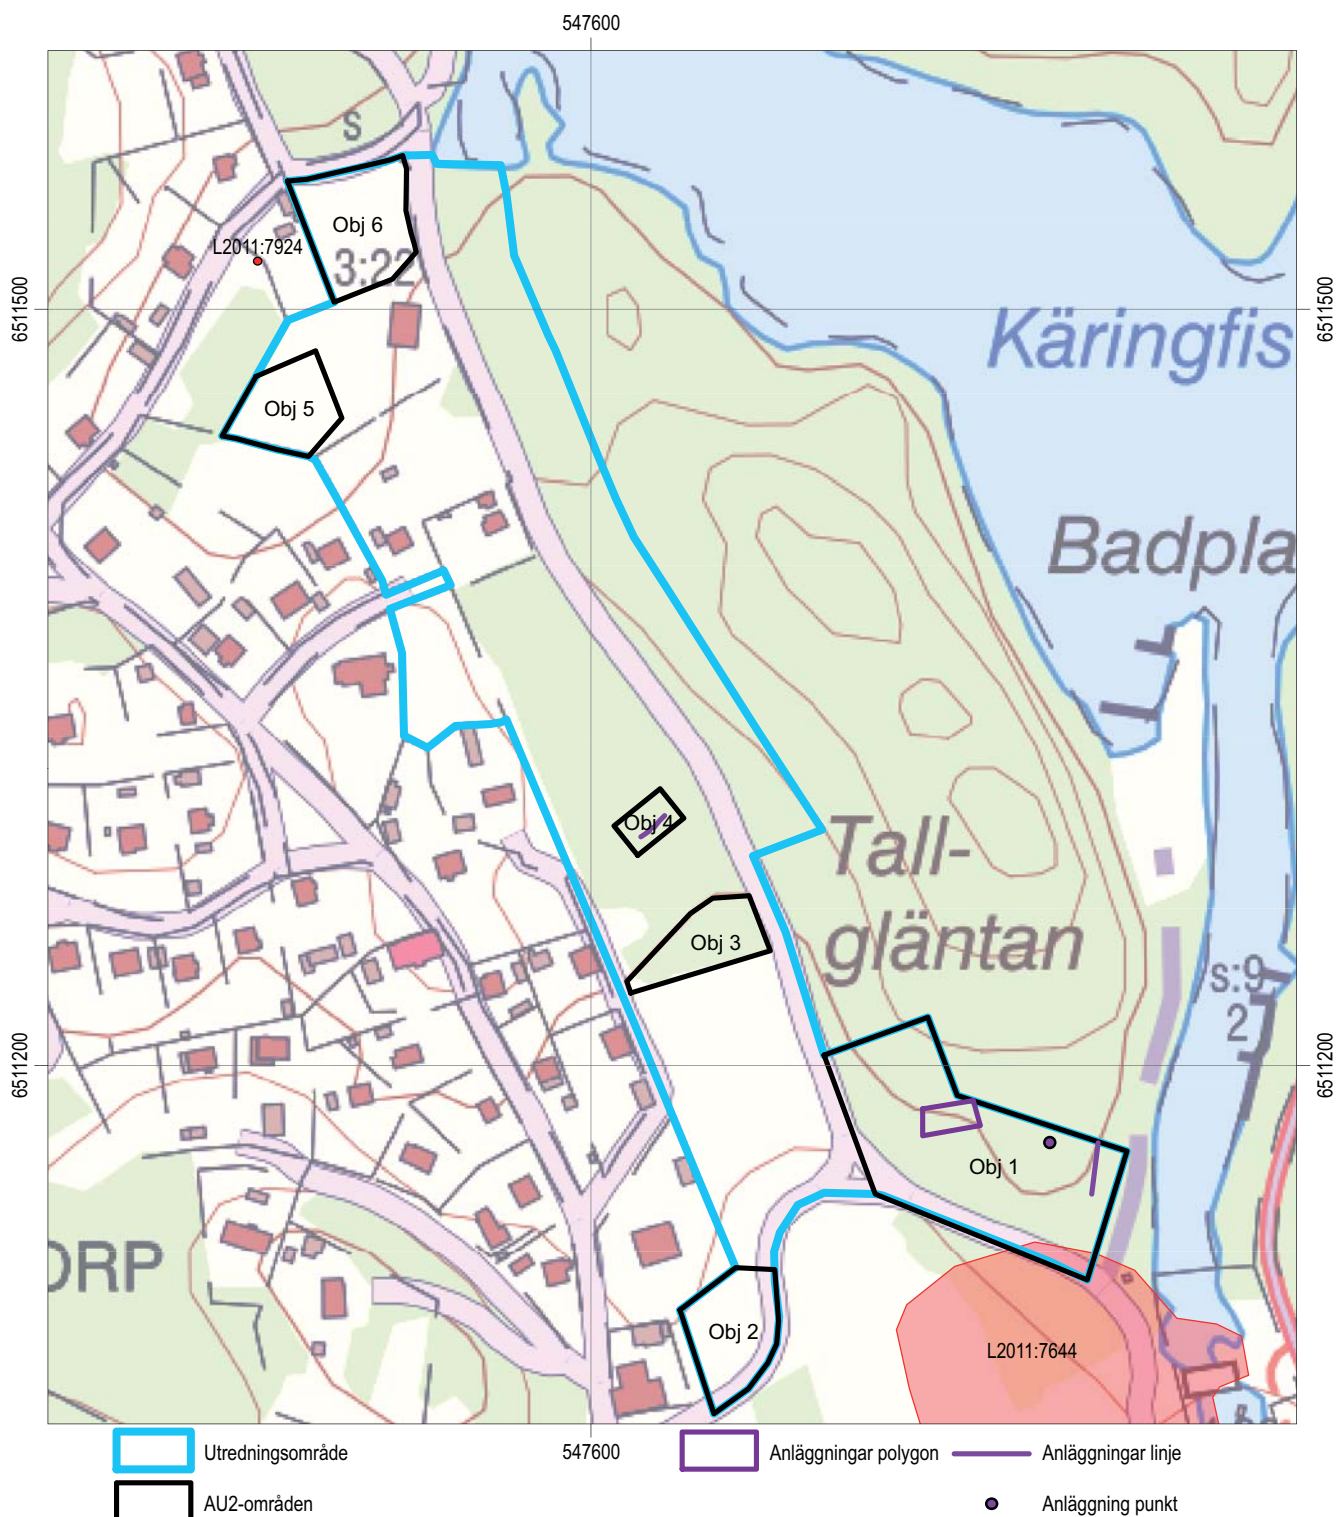 547600
S
Obj 6
L2011:7924
3:22
6511500
6511500
Käringfis
Obj 5
Badpla
Obj 4
Tall-
gläntan
Obj 3
s:9
2
6511200
6511200
Obj 1
ORP
Obj 2
L2011:7644
547600
Utredningsområde
Anläggningar polygon
Anläggningar linje
AU2-områden
Anläggning punkt